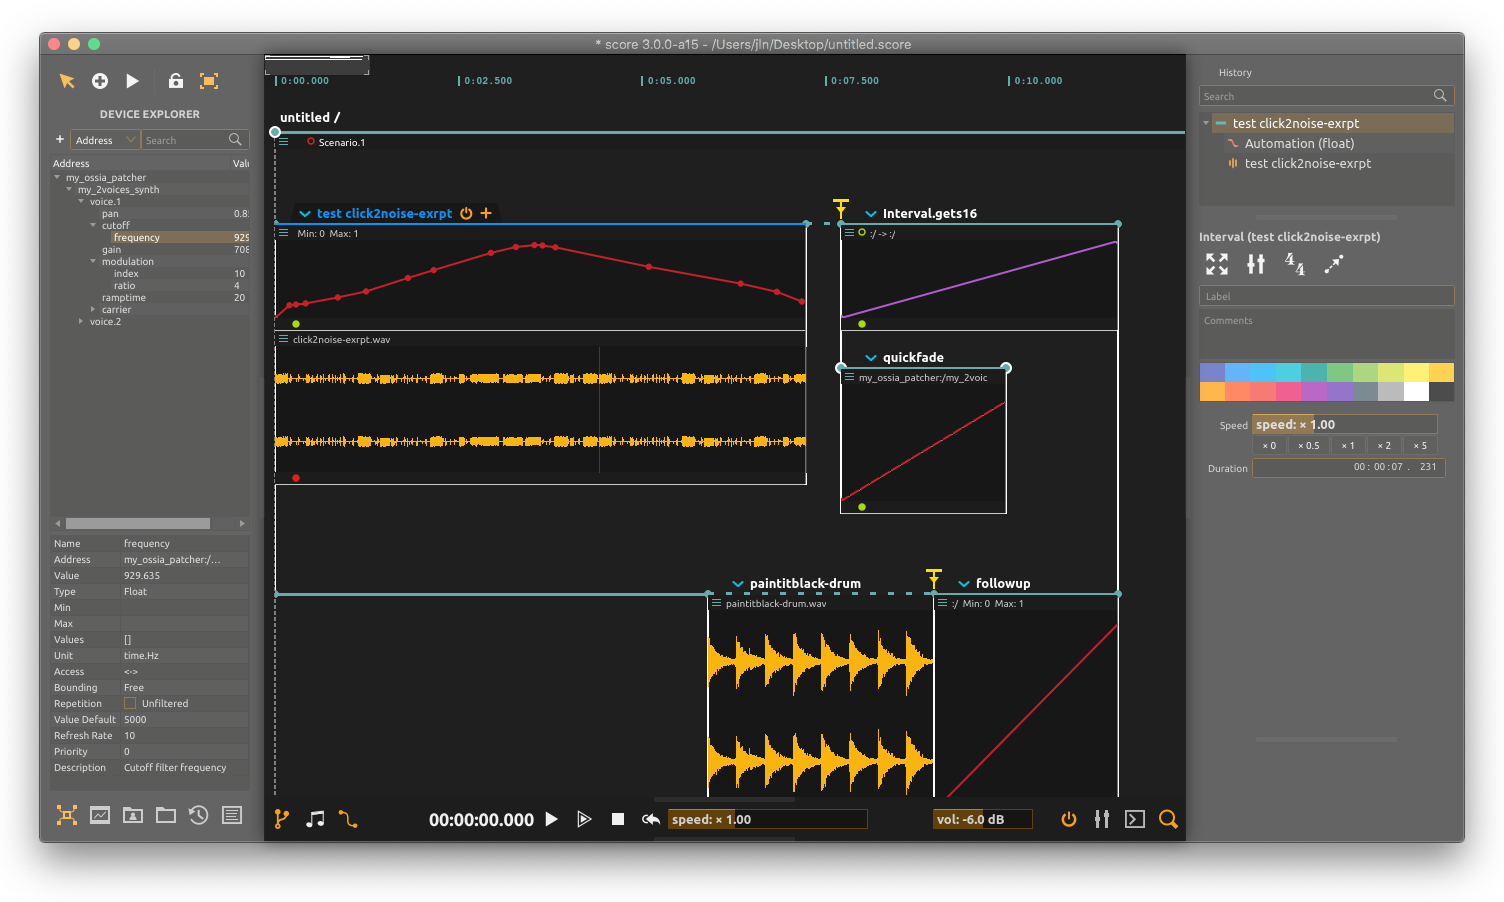 * score 3.0.0-a15 - /Users/jln/Desktop/untitled.score
DEVICE EXPLORER
+ Address Search
Address Valu
my_ossia_patcher
my_2voices_synth
voice.1
pan 0.8
cutoff
frequency 929
gain 708
modulation
index 10
ratio 4
ramptime 20
carrier
voice.2
Name frequency
Address my_ossia_patcher:/...
Value 929.635
Type Float
Min
Max
Values []
Unit time.Hz
Access <->
Bounding Free
Repetition Unfiltered
Value Default 5000
Refresh Rate 10
Priority 0
Description Cutoff filter frequency
0:00.000 0:02.500 0:05.000 0:07.500 0:10.000
untitled /
Scenario.1
test click2noise-exrpt
Min: 0 Max: 1
click2noise-exrpt.wav
Interval.gets16
:/ -> :/
quickfade
my_ossia_patcher:/my_2voic
paintitblack-drum
paintitblack-drum.wav
followup
:/ Min: 0 Max: 1
00:00:00.000
speed: × 1.00
vol: -6.0 dB
History
Search
test click2noise-exrpt
Automation (float)
test click2noise-exrpt
Interval (test click2noise-exrpt)
4/4
Label
Comments
Speed speed: × 1.00
× 0 × 0.5 × 1 × 2 × 5
Duration 00: 00:07 . 231